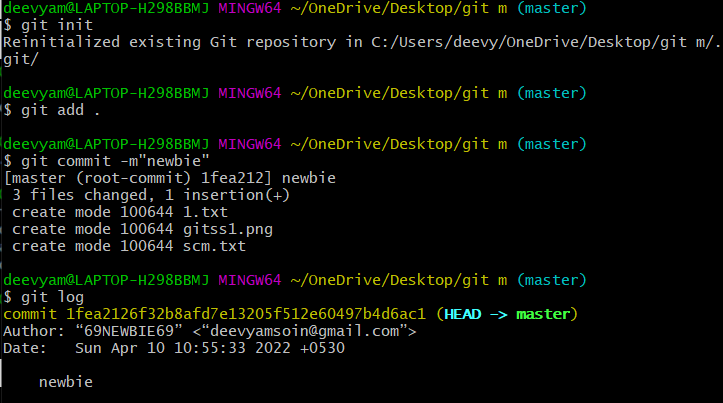 deevyam@LAPTOP-H298BBMJ MINGW64 ~/OneDrive/Desktop/git m (master)
$ git init
Reinitialized existing Git repository in C:/Users/deevy/OneDrive/Desktop/git m/.
git/
deevyam@LAPTOP-H298BBMJ MINGW64 ~/OneDrive/Desktop/git m (master)
$ git add .
deevyam@LAPTOP-H298BBMJ MINGW64 ~/OneDrive/Desktop/git m (master)
$ git commit -m"newbie"
[master (root-commit) 1fea212] newbie
 3 files changed, 1 insertion(+)
 create mode 100644 1.txt
 create mode 100644 gitss1.png
 create mode 100644 scm.txt
deevyam@LAPTOP-H298BBMJ MINGW64 ~/OneDrive/Desktop/git m (master)
$ git log
commit 1fea2126f32b8afd7e13205f512e60497b4d6ac1 (HEAD -> master)
Author: “69NEWBIE69” <“deevyamsoin@gmail.com”>
Date:   Sun Apr 10 10:55:33 2022 +0530
    newbie